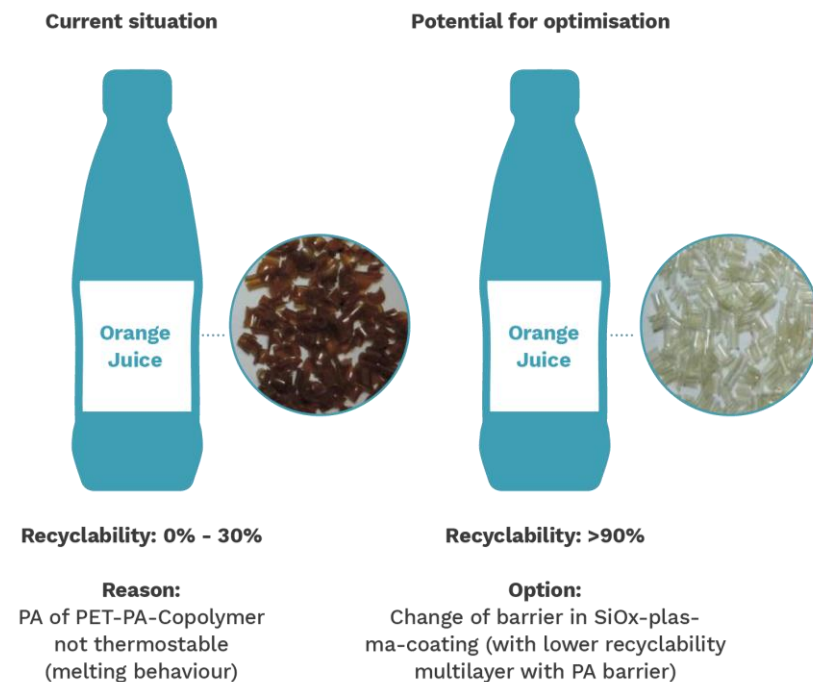 Current situation
Orange
Juice
Recyclability: 0% - 30%
Reason:
PA of PET-PA-Copolymer
not thermostable
(melting behaviour)
Potential for optimisation
Orange
Juice
Recyclability: >90%
Option:
Change of barrier in SiOx-plas-
ma-coating (with lower recyclability
multilayer with PA barrier)